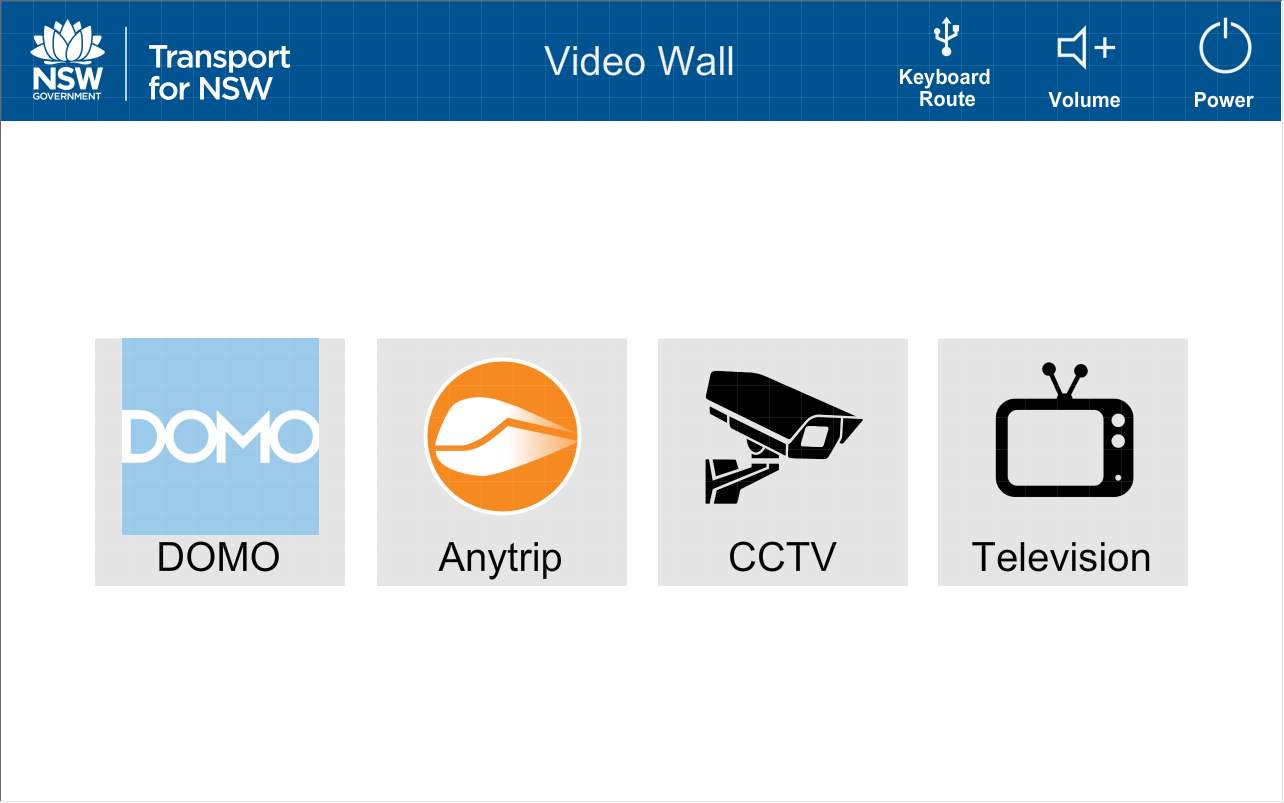 NSW
GOVERNMENT
Transport
for NSW
Video Wall
Keyboard
Route
Volume
Power
DOMO
DOMO
Anytrip
CCTV
Television